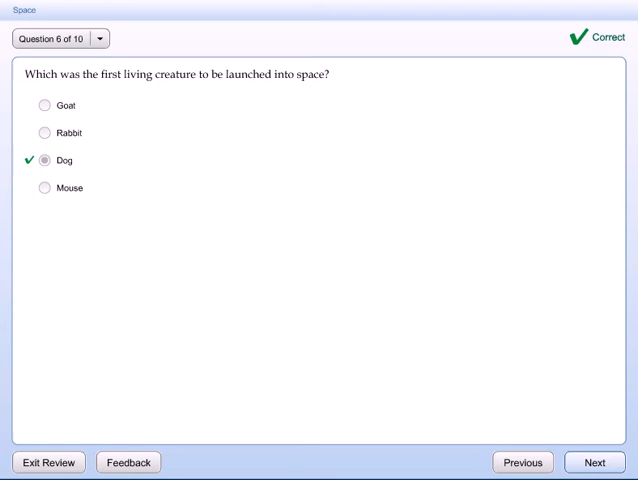 Space
Question 6 of 10
Correct
Which was the first living creature to be launched into space?
Goat
Rabbit
Dog
Mouse
Exit Review
Feedback
Previous
Next